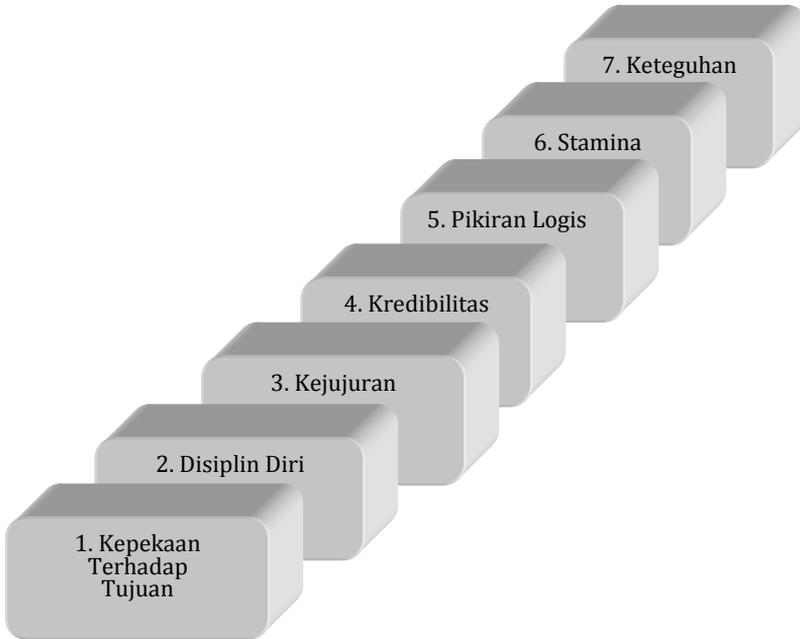 7. Keteguhan
6. Stamina
5. Pikiran Logis
4. Kredibilitas
3. Kejujuran
2. Disiplin Diri
1. Kepekaan
Terhadap
Tujuan